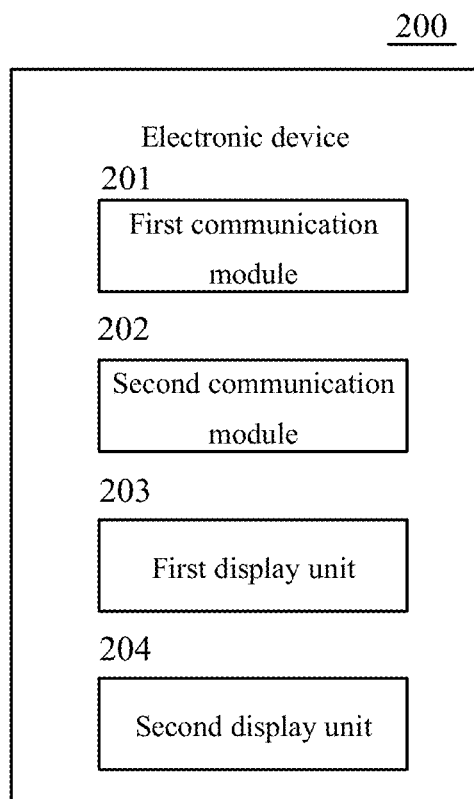 200
Electronic device
201
First communication
module
202
Second communication
module
203
First display unit
204
Second display unit